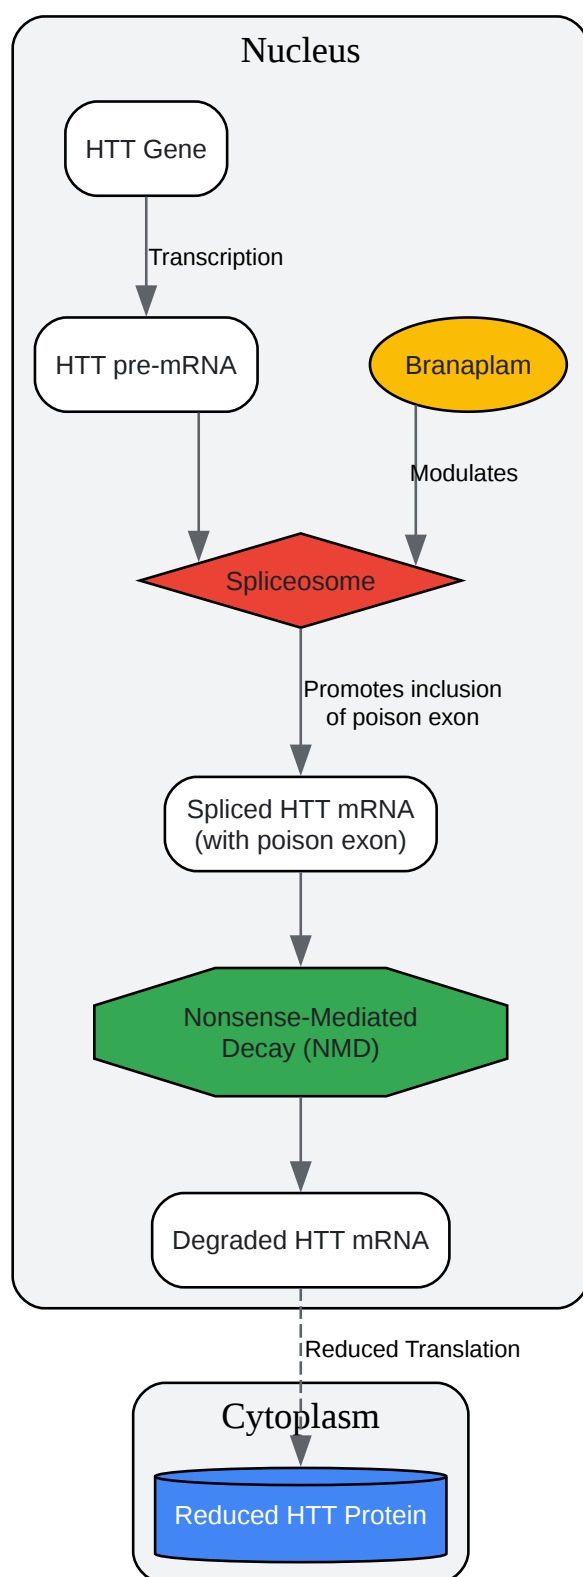 Nucleus
HTT Gene
Transcription
HTT pre-mRNA
Branaplam
Modulates
Spliceosome
Promotes inclusion
of poison exon
Spliced HTT mRNA
(with poison exon)
Nonsense-Mediated
Decay (NMD)
Degraded HTT mRNA
Reduced Translation
Cytoplasm
Reduced HTT Protein